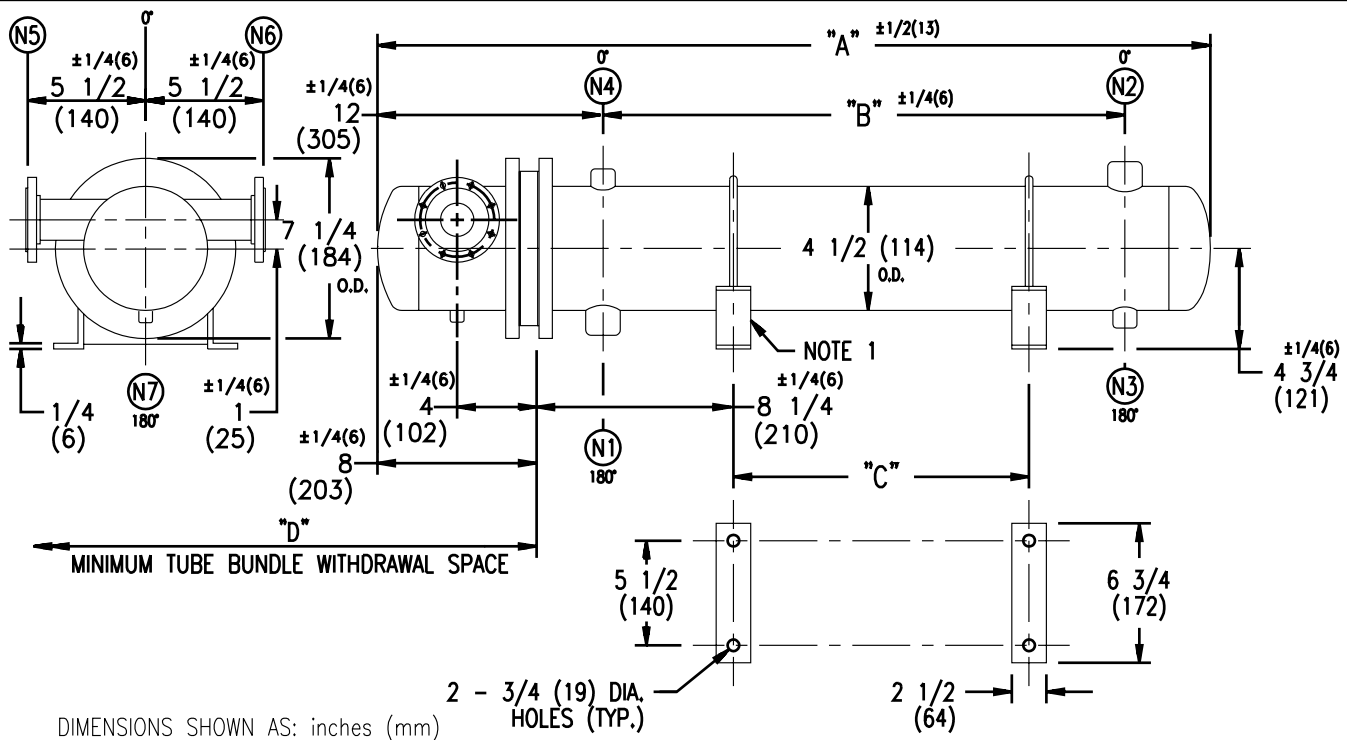 N5
0°
N6
±1/4(6)
5 1/2
(140)
±1/4(6)
5 1/2
(140)
7 1/4
(184)
O.D.
1/4
(6)
N7
180°
±1/4(6)
1
(25)
"A" ±1/2(13)
±1/4(6)
12
(305)
0°
N4
"B" ±1/4(6)
0°
N2
4 1/2 (114)
O.D.
NOTE 1
±1/4(6)
4
(102)
±1/4(6)
8 1/4
(210)
±1/4(6)
8
(203)
N1
180°
N3
180°
±1/4(6)
4 3/4
(121)
"C"
"D"
MINIMUM TUBE BUNDLE WITHDRAWAL SPACE
5 1/2
(140)
6 3/4
(172)
2 - 3/4 (19) DIA.
HOLES (TYP.)
2 1/2
(64)
DIMENSIONS SHOWN AS: inches (mm)